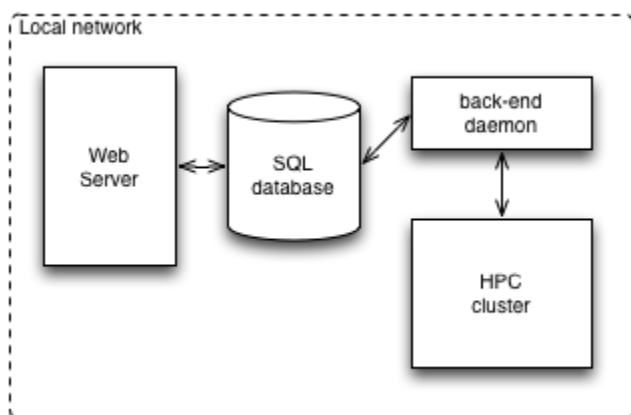 Local network
Web
Server
SQL
database
back-end
daemon
HPC
cluster